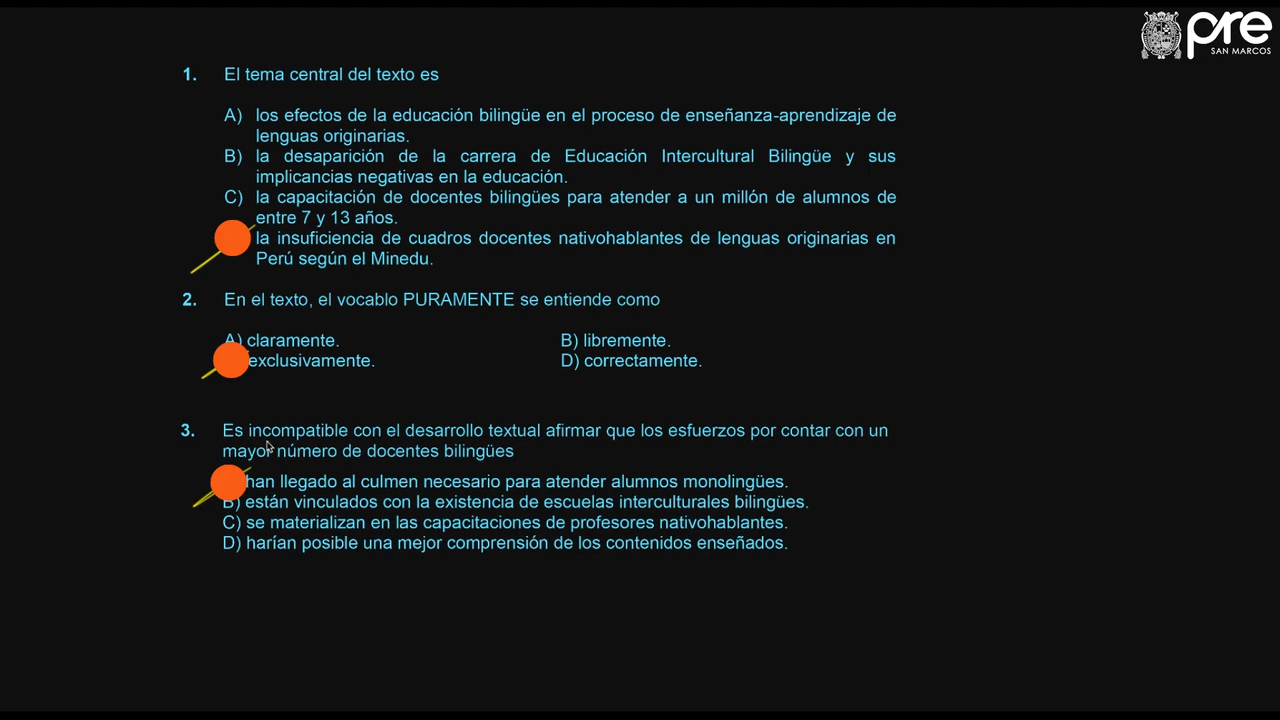 pre
SAN MARCOS
1. El tema central del texto es
A) los efectos de la educación bilingüe en el proceso de enseñanza-aprendizaje de
lenguas originarias.
B) la desaparición de la carrera de Educación Intercultural Bilingüe y sus
implicancias negativas en la educación.
C) la capacitación de docentes bilingües para atender a un millón de alumnos de
entre 7 y 13 años.
la insuficiencia de cuadros docentes nativohablantes de lenguas originarias en
Perú según el Minedu.
2. En el texto, el vocablo PURAMENTE se entiende como
A) claramente. B) libremente.
exclusivamente. D) correctamente.
3. Es incompatible con el desarrollo textual afirmar que los esfuerzos por contar con un
mayor número de docentes bilingües
han llegado al culmen necesario para atender alumnos monolingües.
B) están vinculados con la existencia de escuelas interculturales bilingües.
C) se materializan en las capacitaciones de profesores nativohablantes.
D) harían posible una mejor comprensión de los contenidos enseñados.